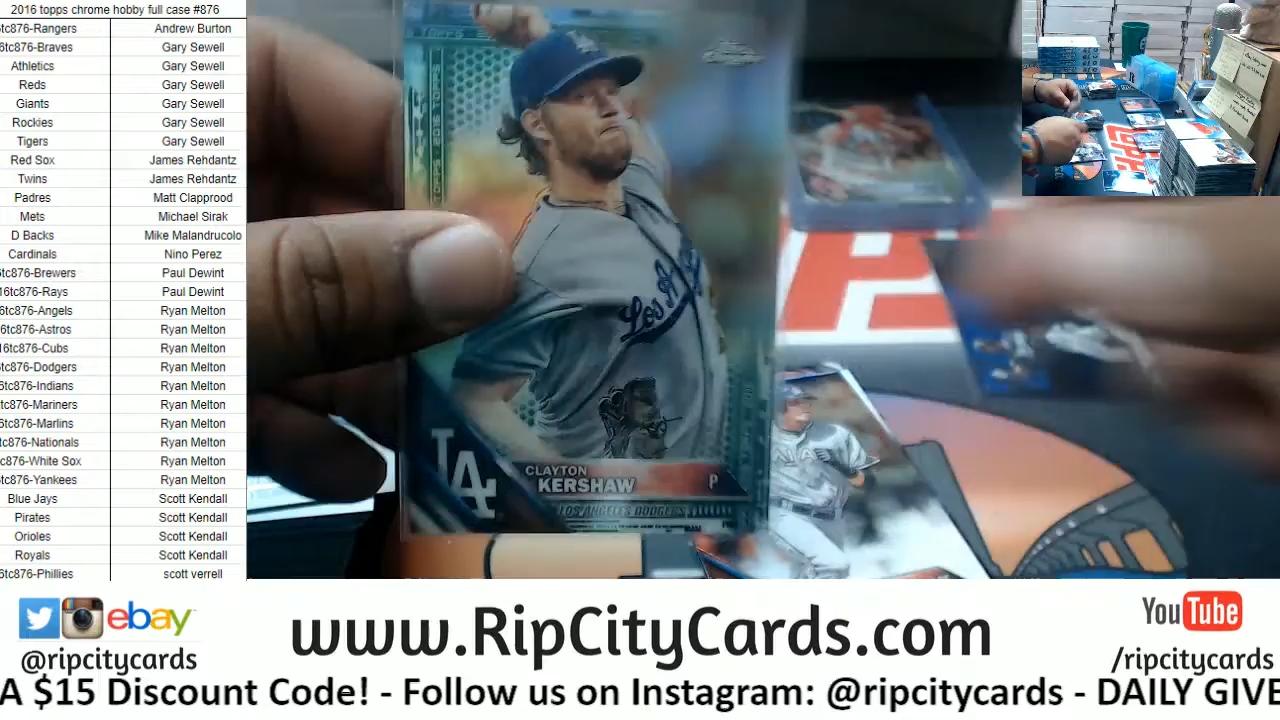 2016 topps chrome hobby full case #876
tc876-Rangers Andrew Burton
6tc876-Braves Gary Sewell
Athletics Gary Sewell
Reds Gary Sewell
Giants Gary Sewell
Rockies Gary Sewell
Tigers Gary Sewell
Red Sox James Rehdantz
Twins James Rehdantz
Padres Matt Clapprood
Mets Michael Sirak
D Backs Mike Malandrucolo
Cardinals Nino Perez
6tc876-Brewers Paul Dewint
16tc876-Rays Paul Dewint
6tc876-Angels Ryan Melton
6tc876-Astros Ryan Melton
16tc876-Cubs Ryan Melton
tc876-Dodgers Ryan Melton
6tc876-Indians Ryan Melton
tc876-Mariners Ryan Melton
6tc876-Marlins Ryan Melton
c876-Nationals Ryan Melton
c876-White Sox Ryan Melton
tc876-Yankees Ryan Melton
Blue Jays Scott Kendall
Pirates Scott Kendall
Orioles Scott Kendall
Royals Scott Kendall
6tc876-Phillies scott verrell
TOPPS 2016 TOPPS
Los A
LA
CLAYTON
KERSHAW P
LOS ANGELES DODGERS
ebay
@ripcitycards
www.RipCityCards.com
YouTube
/ripcitycards
A $15 Discount Code! - Follow us on Instagram: @ripcitycards - DAILY GIVE